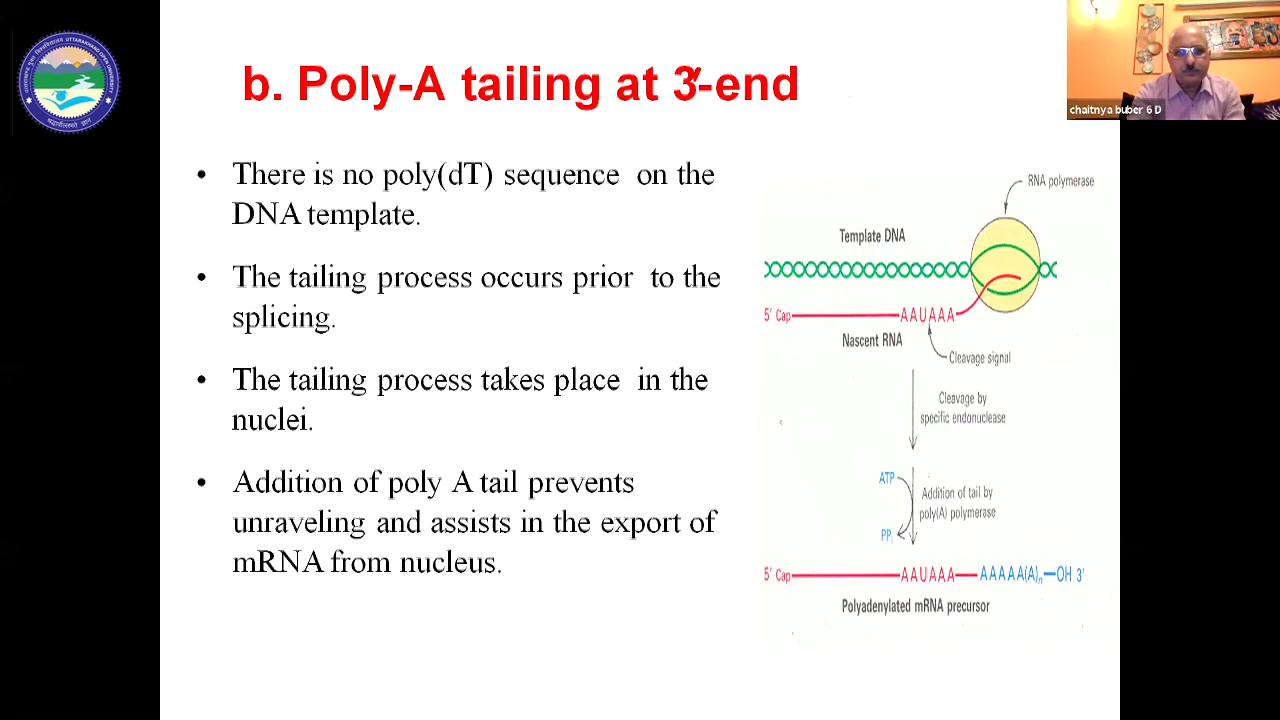 b. Poly-A tailing at 3′-end
chaitnya buber 6 D
• There is no poly(dT) sequence on the
DNA template.
• The tailing process occurs prior to the
splicing.
• The tailing process takes place in the
nuclei.
• Addition of poly A tail prevents
unraveling and assists in the export of
mRNA from nucleus.
RNA polymerase
Template DNA
5′ Cap AAUAAA
Nascent RNA
Cleavage signal
Cleavage by
specific endonuclease
ATP
Addition of tail by
poly(A) polymerase
PPi
5′ Cap AAUAAA AAAAA(A)n—OH 3′
Polyadenylated mRNA precursor
UTTARAKHAND OPEN UNIVERSITY